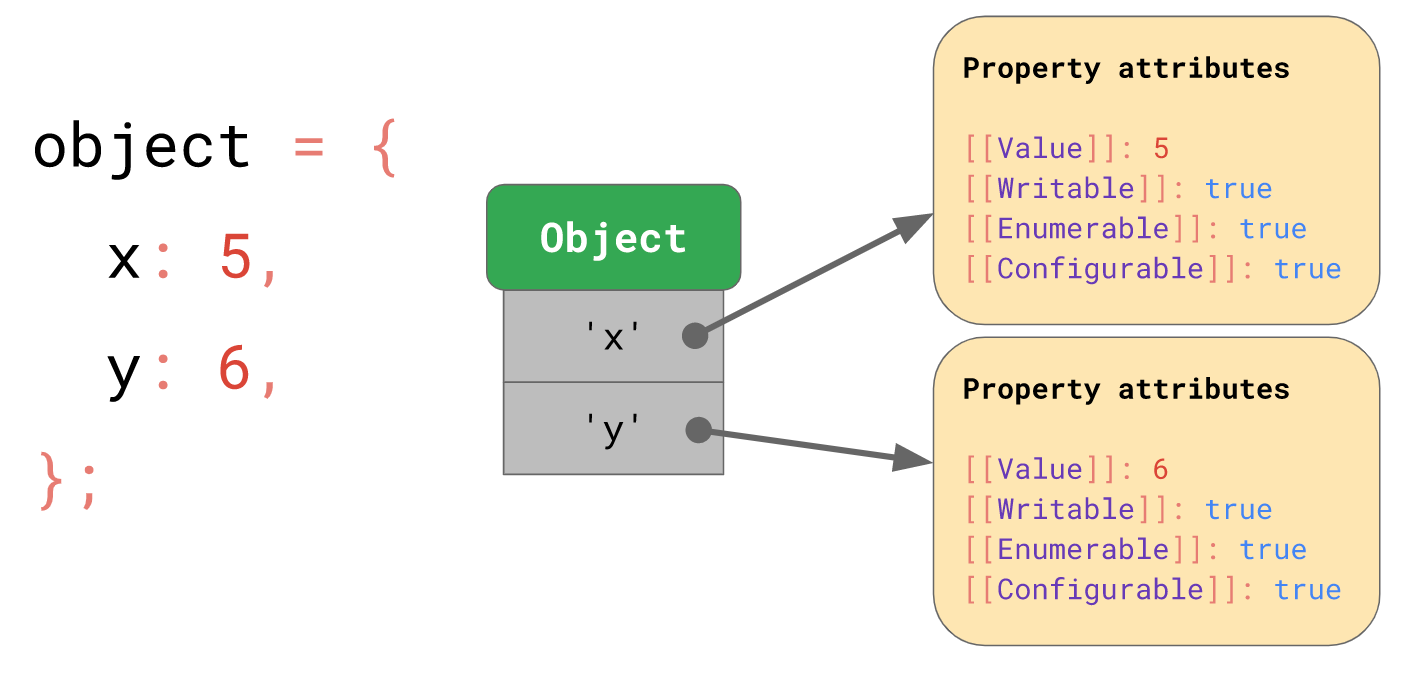 object = {
  x: 5,
  y: 6,
};
Object
'x'
'y'
Property attributes
[[Value]]: 5
[[Writable]]: true
[[Enumerable]]: true
[[Configurable]]: true
Property attributes
[[Value]]: 6
[[Writable]]: true
[[Enumerable]]: true
[[Configurable]]: true